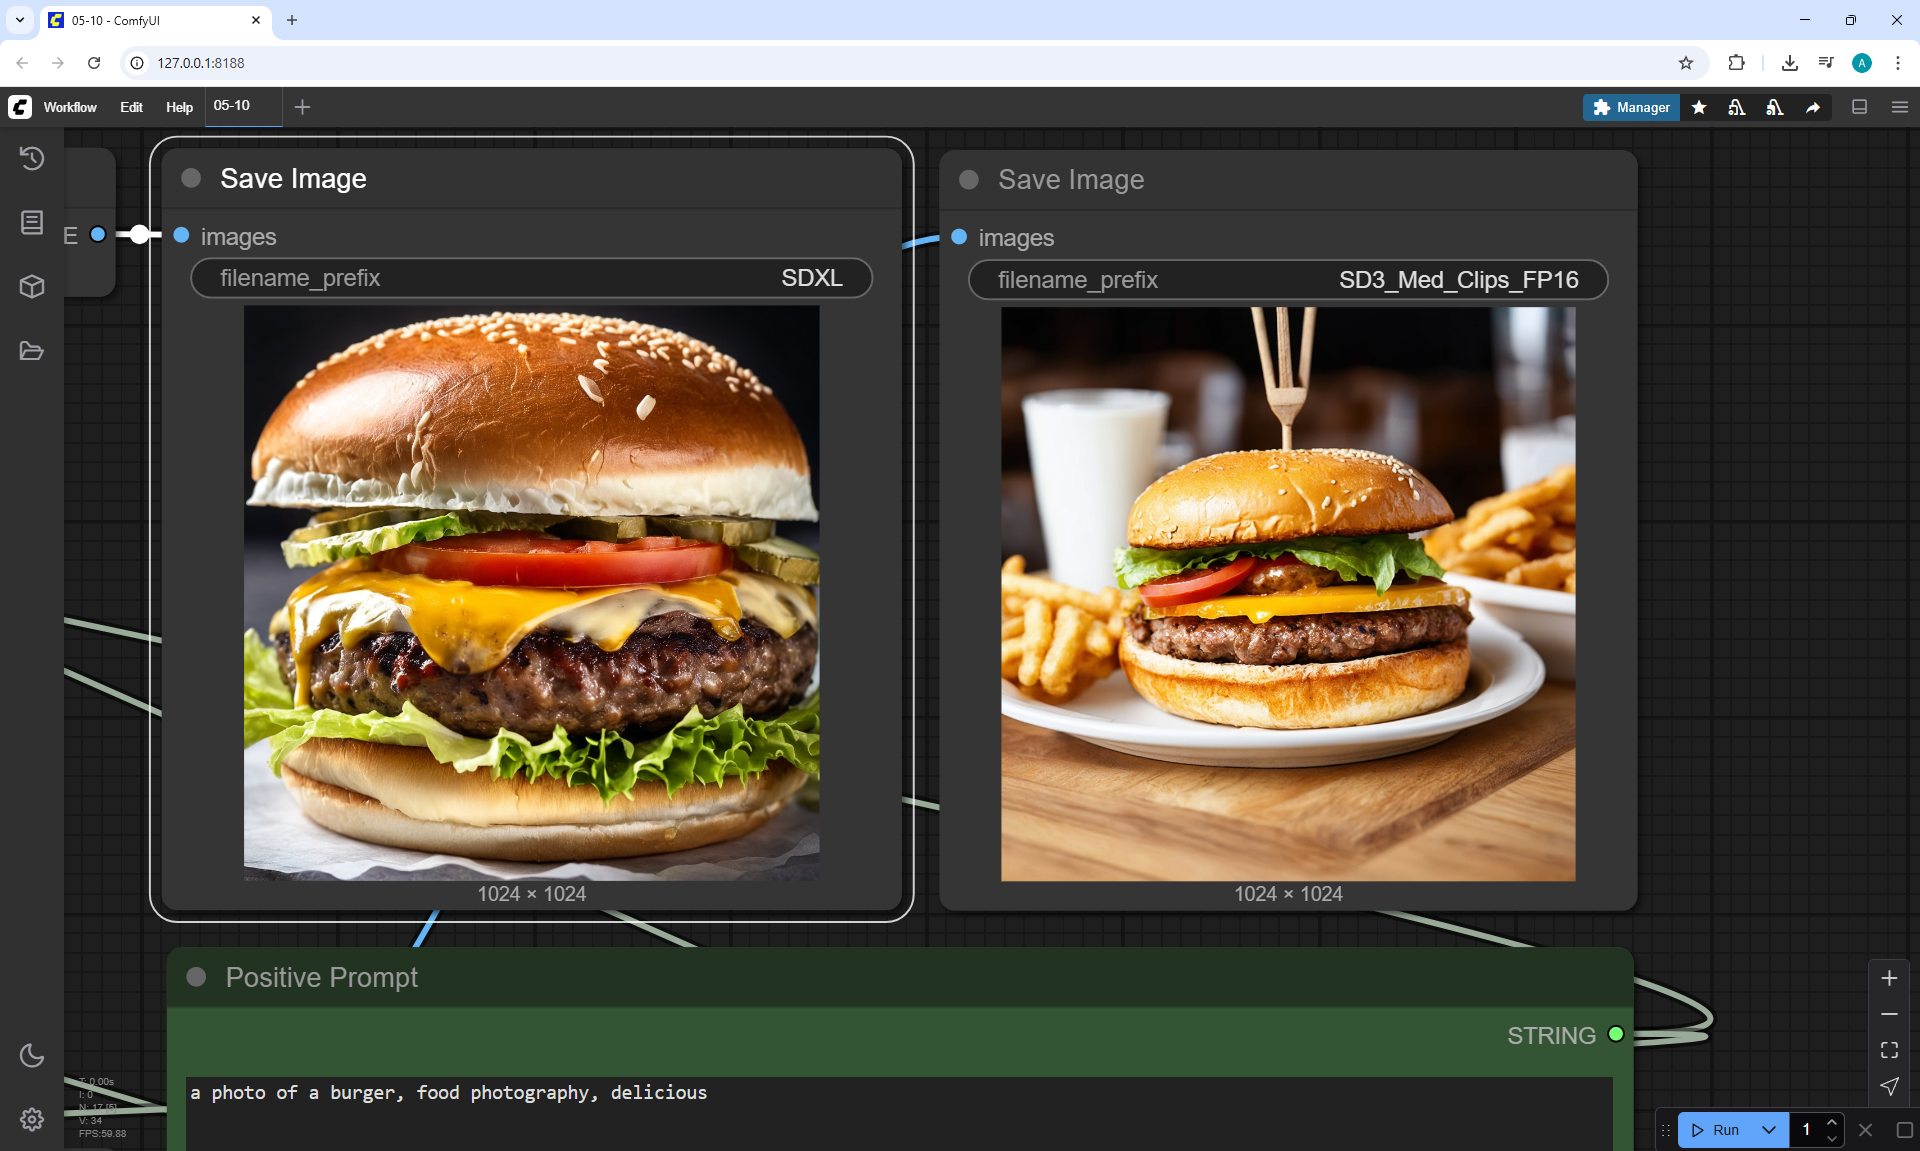 05-10 - ComfyUI
127.0.0.1:8188
A
Workflow
Edit
Help
05-10
Manager
Save Image
images
filename_prefix
SDXL
1024 × 1024
Save Image
images
filename_prefix
SD3_Med_Clips_FP16
1024 × 1024
E
Positive Prompt
STRING
a photo of a burger, food photography, delicious
T: 0.00s
I: 0
N: 17 [5]
V: 34
FPS:59.88
Run
1